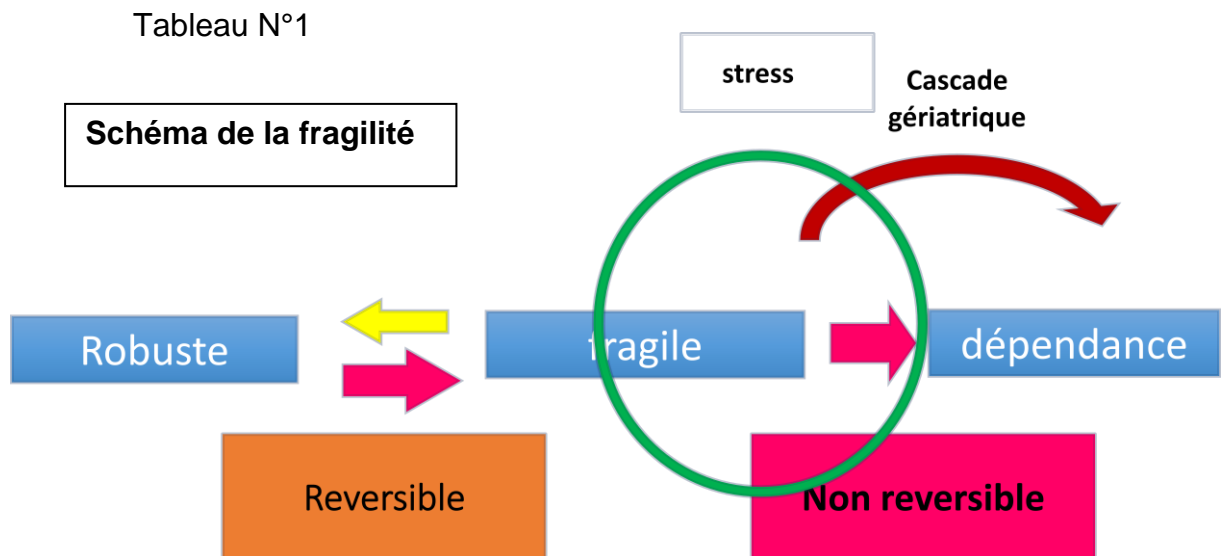 Tableau N°1
stress
Cascade
gériatrique
Schéma de la fragilité
Robuste
fragile
dépendance
Reversible
Non reversible